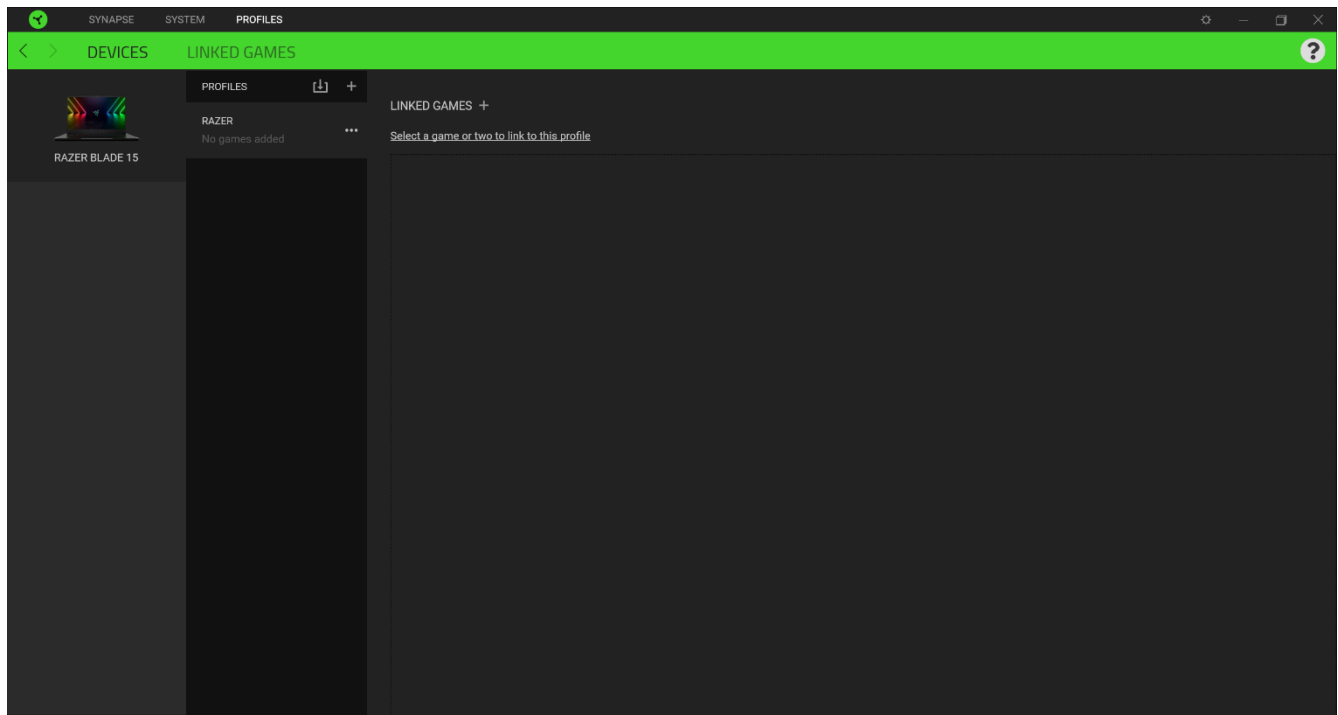 SYNAPSE SYSTEM PROFILES
DEVICES LINKED GAMES ?
PROFILES
RAZER
No games added
RAZER BLADE 15
LINKED GAMES +
Select a game or two to link to this profile